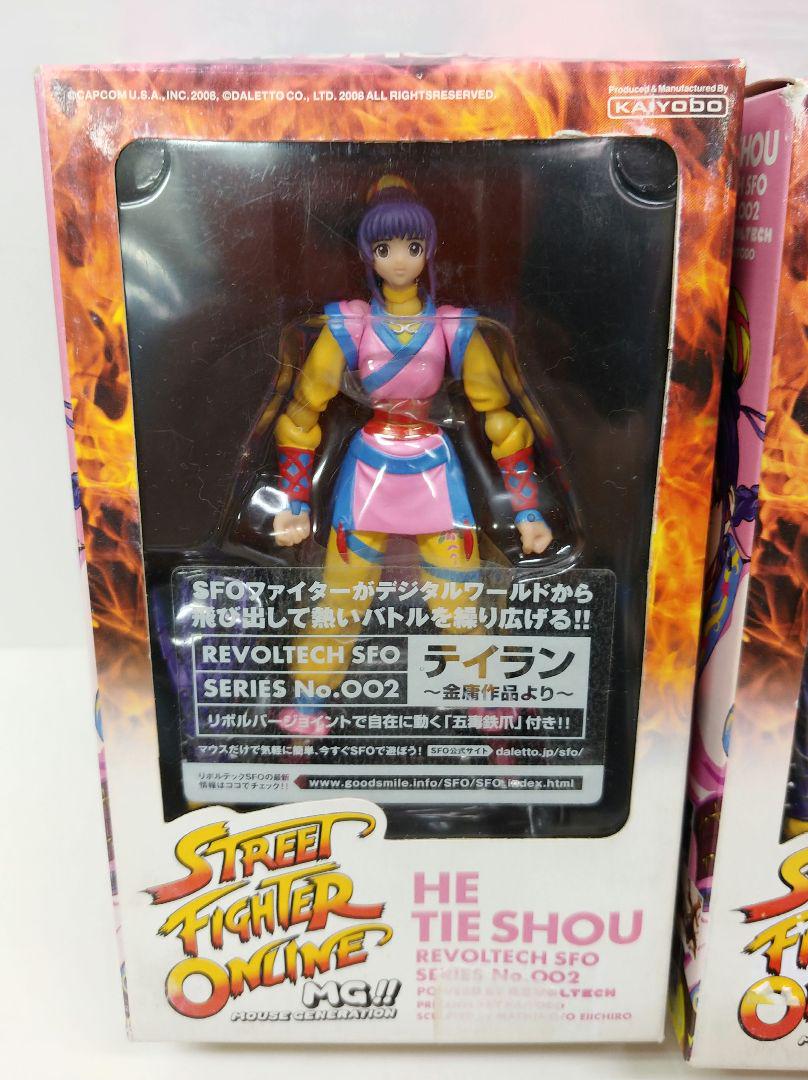 ©CAPCOM U.S.A., INC. 2008, ©DALETTO CO., LTD. 2008 ALL RIGHTSRESERVED.
Produced & Manufactured By
KAIYODO
SFOファイターがデジタルワールドから
飛び出して熱いバトルを繰り広げる!!
REVOLTECH SFO
SERIES No.002
テイラン
〜金庸作品より〜
リボルバージョイントで自在に動く「五毒鉄爪」付き!!
マウスだけで気軽に簡単、今すぐSFOで遊ぼう! SFO公式サイト daletto.jp/sfo/
リボルテックSFOの最新
情報はココでチェック!!
www.goodsmile.info/SFO/SFO_index.html
STREET
FIGHTER
ONLINE
MG!!
MOUSE GENERATION
HE
TIE SHOU
REVOLTECH SFO
SERIES No.002
POWERED BY REVOLTECH
SCULPTED BY EIICHIRO
HOU
SFO
002
REVOLTECH